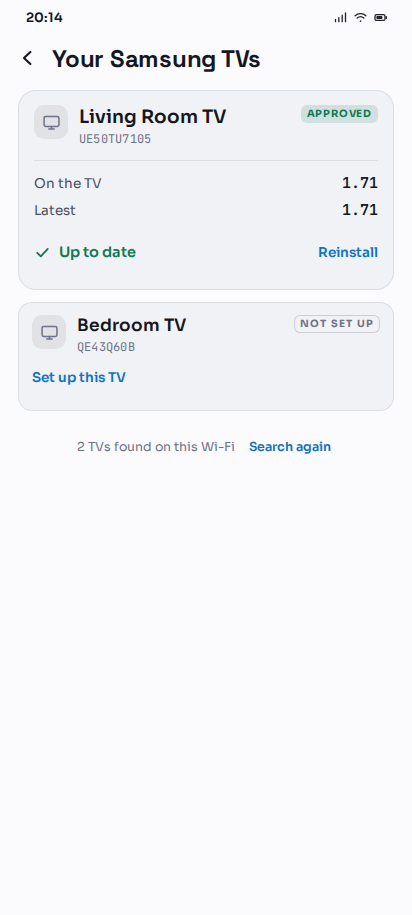 20:14
Your Samsung TVs
Living Room TV
APPROVED
UE50TU7105
On the TV 1.71
Latest 1.71
Up to date Reinstall
Bedroom TV
NOT SET UP
QE43Q60B
Set up this TV
2 TVs found on this Wi-Fi Search again